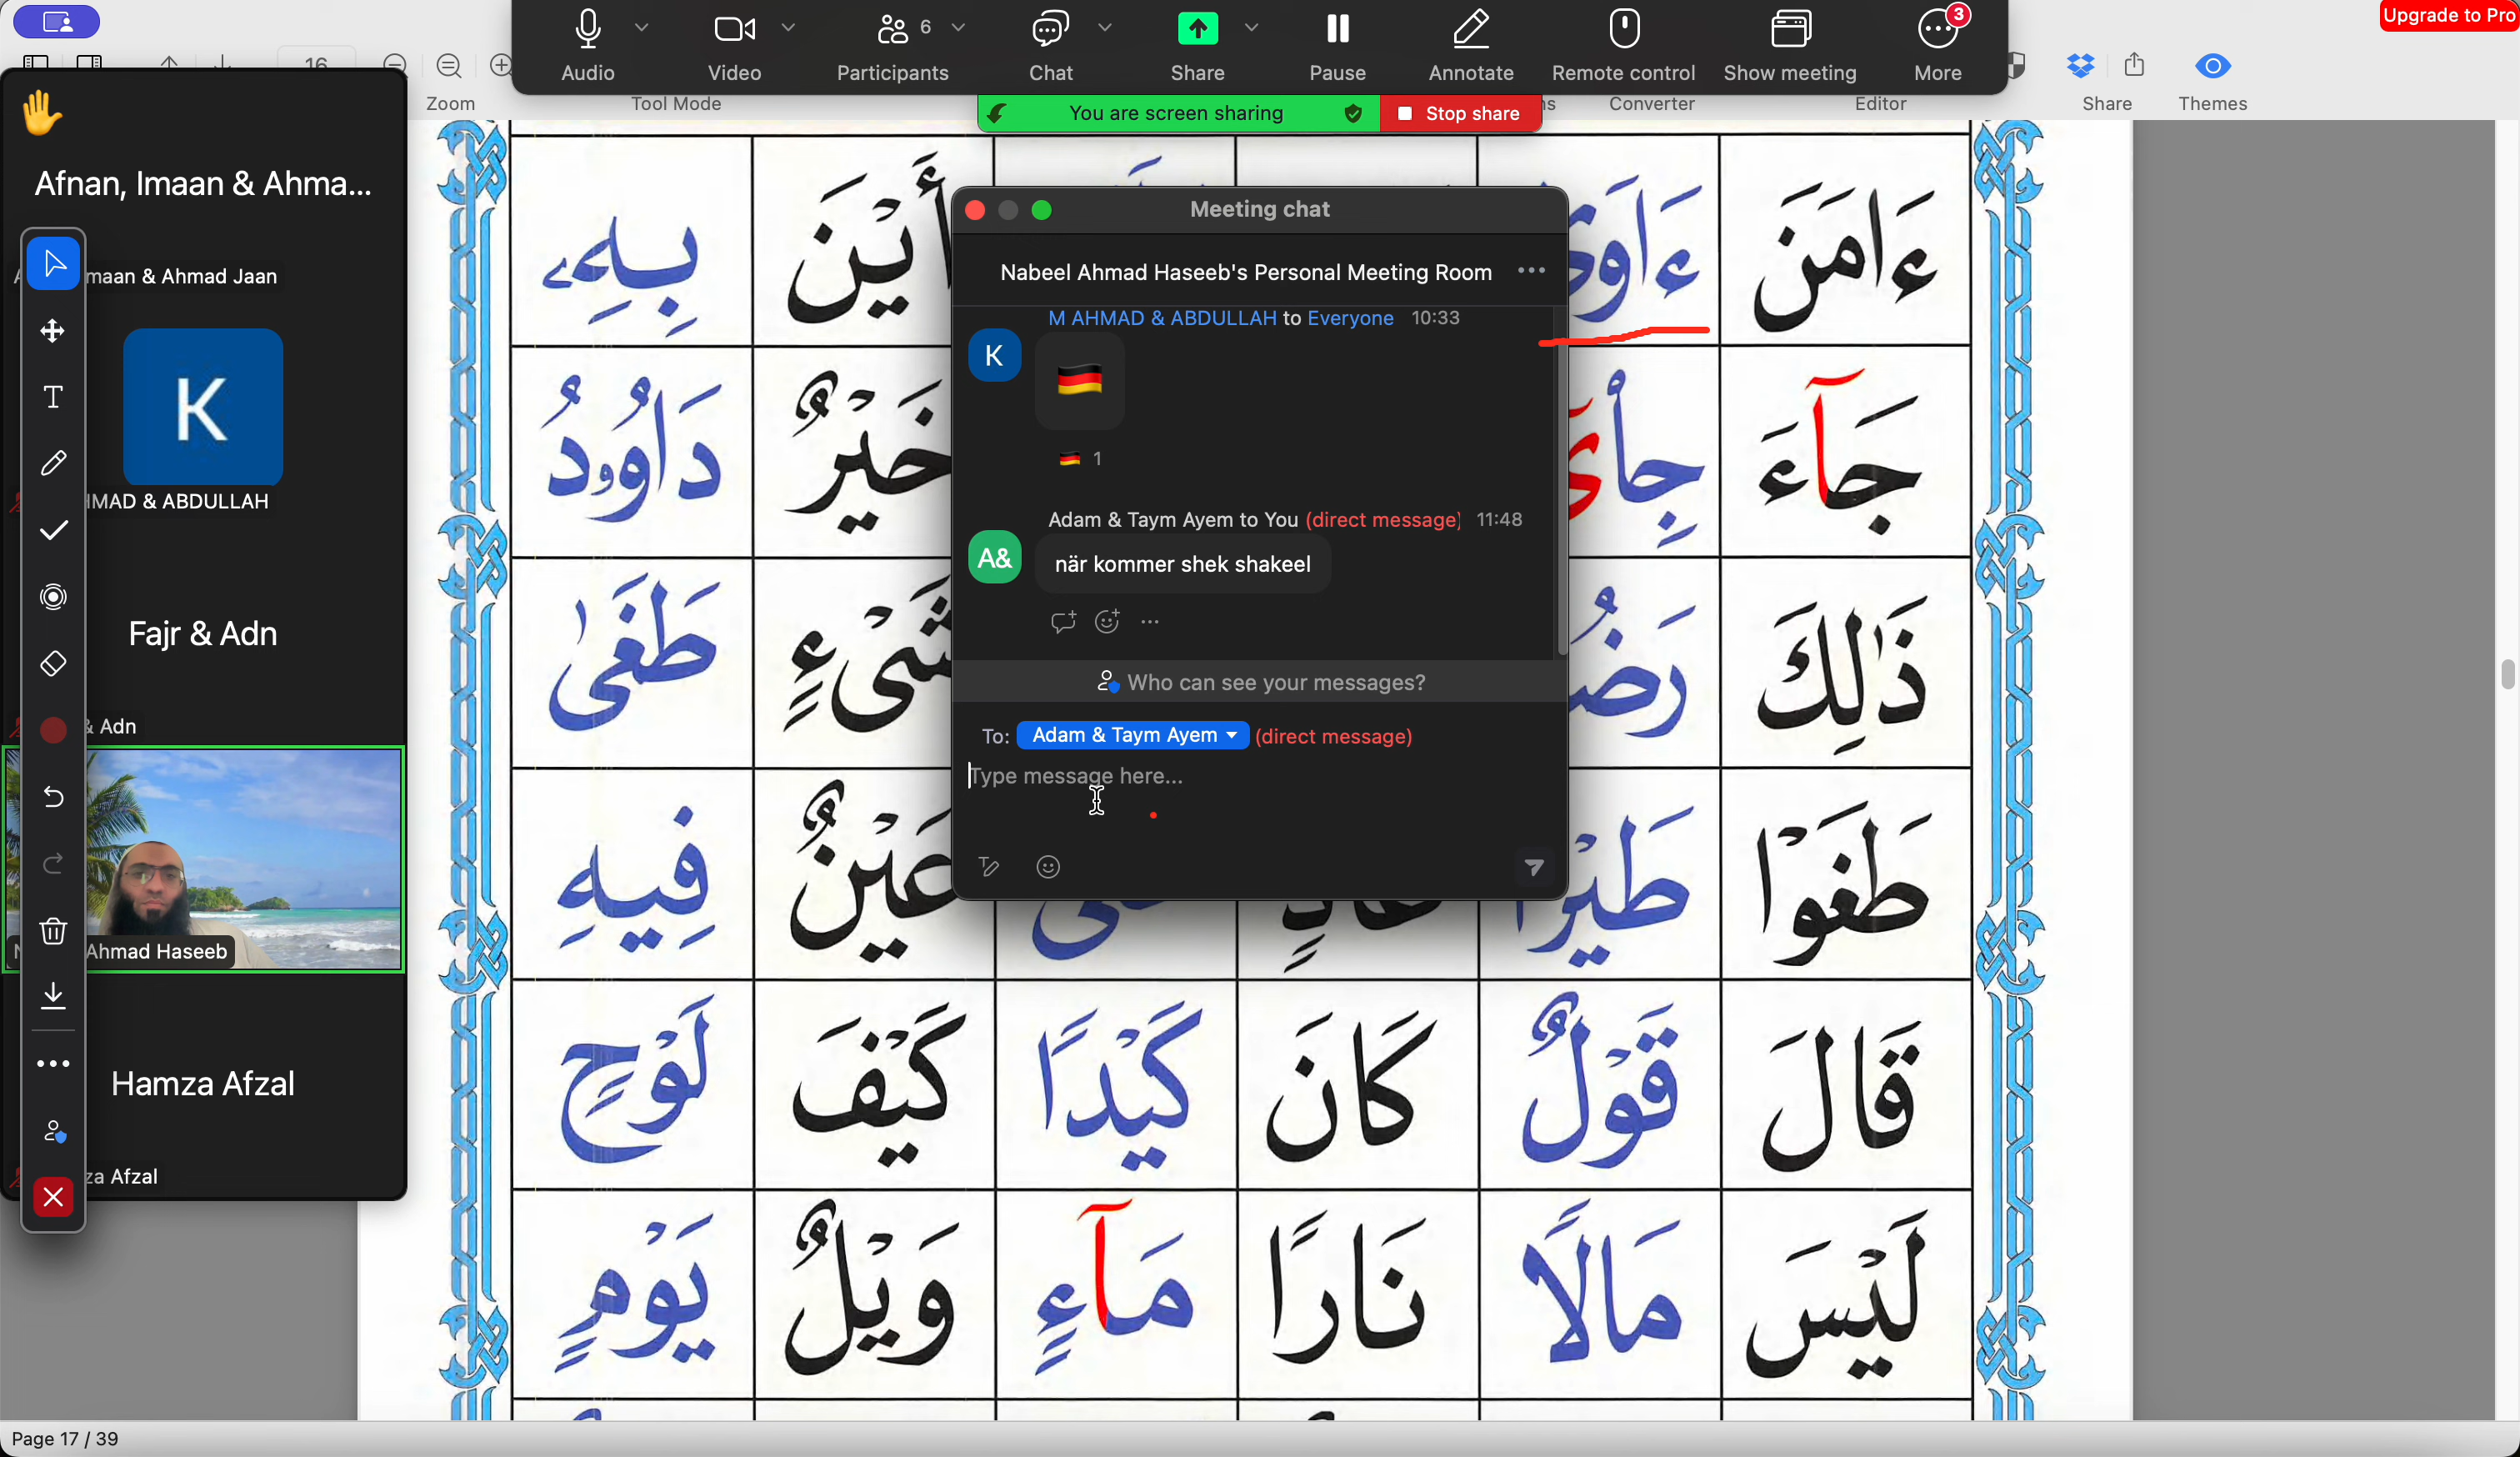 Audio
Video
Participants
6
Chat
Share
Pause
Annotate
Remote control
Show meeting
More
3
Upgrade to Pro
Zoom
Tool Mode
Converter
Editor
Share
Themes
You are screen sharing
Stop share
Afnan, Imaan & Ahma...
maan & Ahmad Jaan
K
HMAD & ABDULLAH
Fajr & Adn
& Adn
Ahmad Haseeb
Hamza Afzal
za Afzal
Meeting chat
Nabeel Ahmad Haseeb's Personal Meeting Room
M AHMAD & ABDULLAH to Everyone 10:33
K
🇩🇪
🇩🇪 1
Adam & Taym Ayem to You (direct message) 11:48
A&
när kommer shek shakeel
Who can see your messages?
To: Adam & Taym Ayem (direct message)
Type message here...
ءَامَنَ ءَاوَى أَيْنَ بِهِۦ
جَآءَ خَيْرٌ دَاوُۥدُ
ذَٰلِكَ شَىْءٍ طَغَىٰ
طَغَوْا طَيْرًا عَيْنٌ فِيهِ
قَالَ قَوْلٌ كَانَ كَيْدًا كَيْفَ لَوْحٍ
لَيْسَ مَالًا نَارًا مَآءٍ وَيْلٌ يَوْمٍ
Page 17 / 39